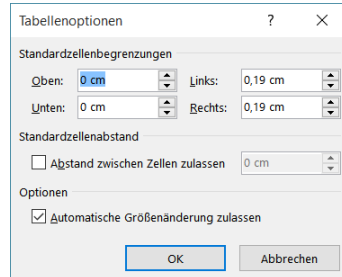 Tabellenoptionen ? ×
Standardzellenbegrenzungen
Oben: 0 cm Links: 0,19 cm
Unten: 0 cm Rechts: 0,19 cm
Standardzellenabstand
Abstand zwischen Zellen zulassen 0 cm
Optionen
Automatische Größenänderung zulassen
OK Abbrechen